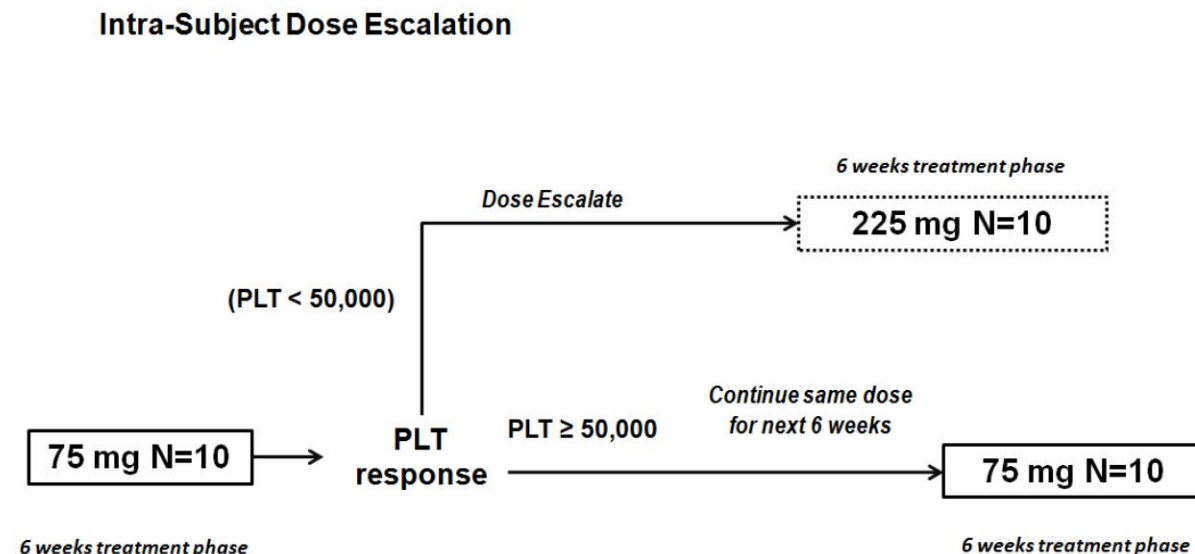 Intra-Subject Dose Escalation
6 weeks treatment phase
Dose Escalate
225 mg N=10
(PLT < 50,000)
Continue same dose
for next 6 weeks
PLT ≥ 50,000
75 mg N=10
PLT
response
75 mg N=10
6 weeks treatment phase
6 weeks treatment phase